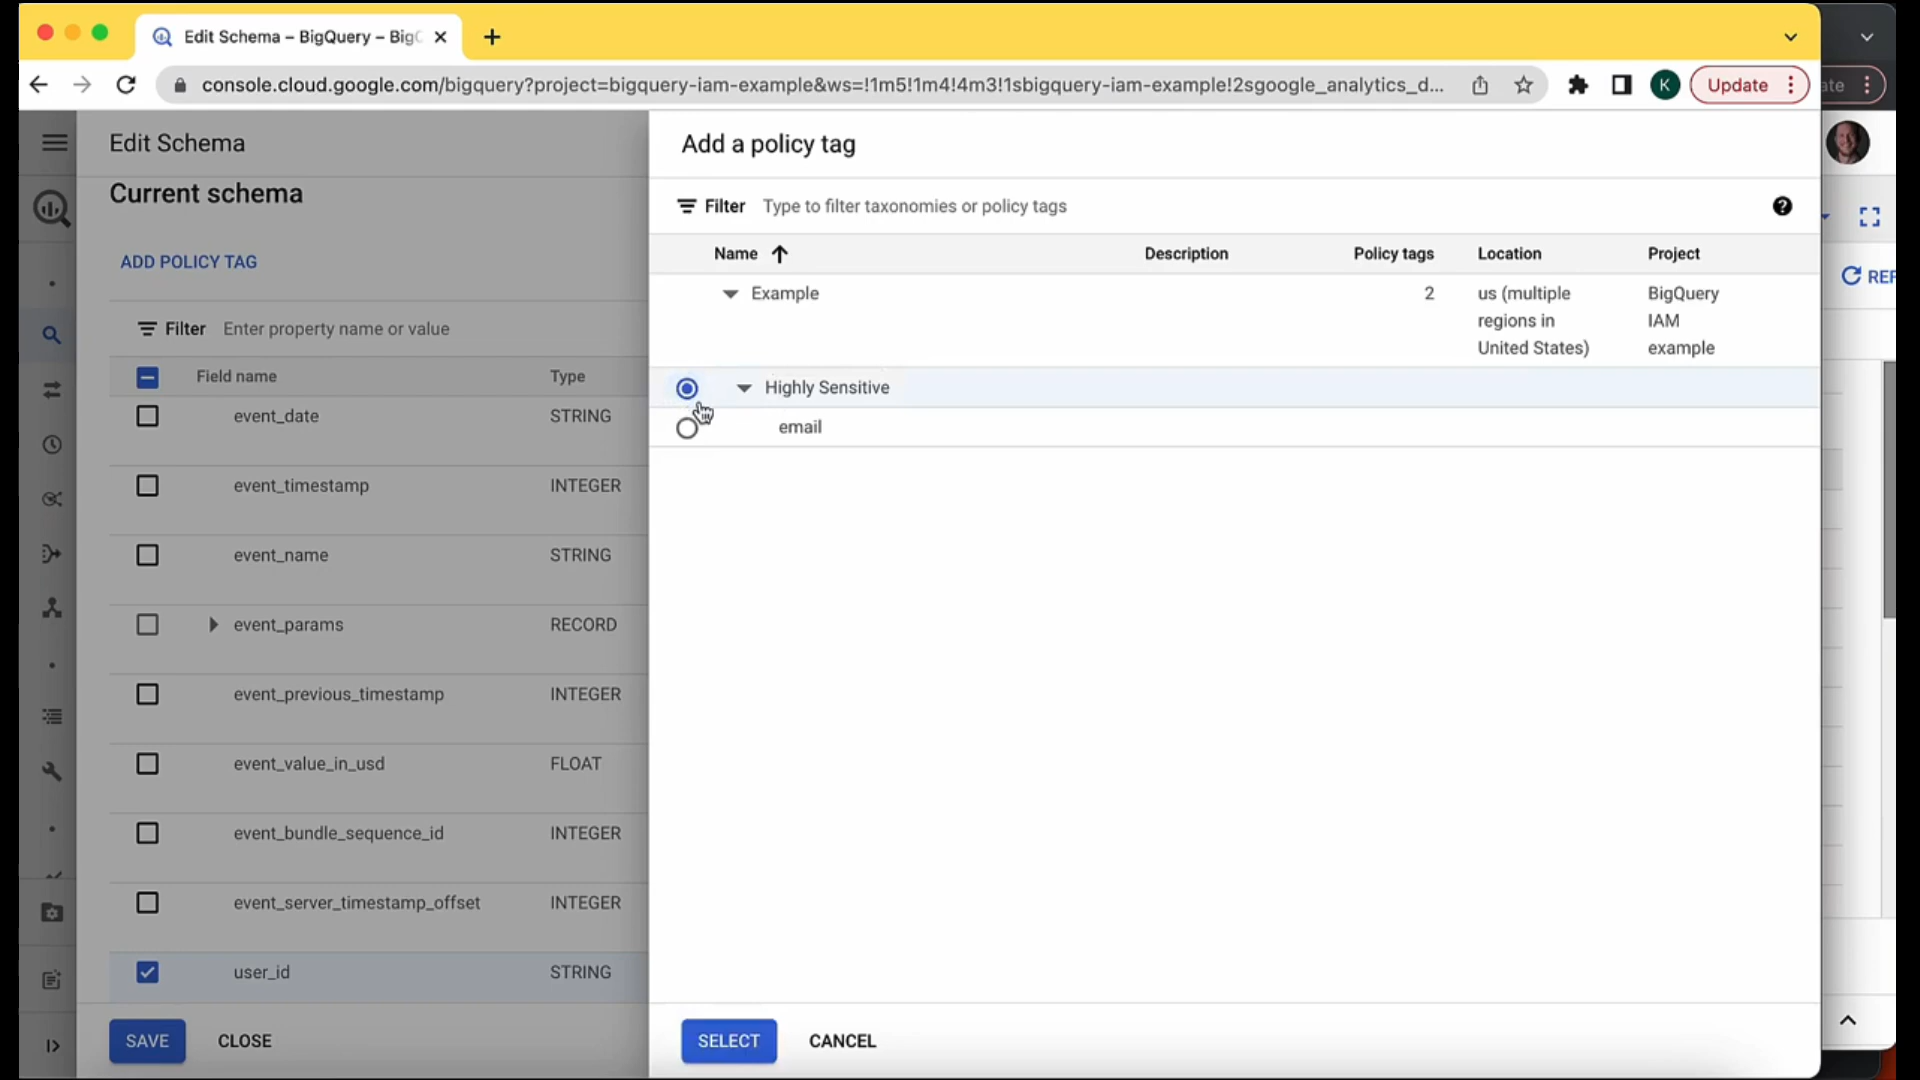 Edit Schema – BigQuery – BigC
console.cloud.google.com/bigquery?project=bigquery-iam-example&ws=!1m5!1m4!4m3!1sbigquery-iam-example!2sgoogle_analytics_d...
K
Update
ate
Edit Schema
Current schema
ADD POLICY TAG
Filter Enter property name or value
Field name Type
event_date STRING
event_timestamp INTEGER
event_name STRING
event_params RECORD
event_previous_timestamp INTEGER
event_value_in_usd FLOAT
event_bundle_sequence_id INTEGER
event_server_timestamp_offset INTEGER
user_id STRING
SAVE CLOSE
Add a policy tag
Filter Type to filter taxonomies or policy tags
Name Description Policy tags Location Project
Example 2 us (multiple BigQuery
regions in IAM
United States) example
Highly Sensitive
email
SELECT CANCEL
REF